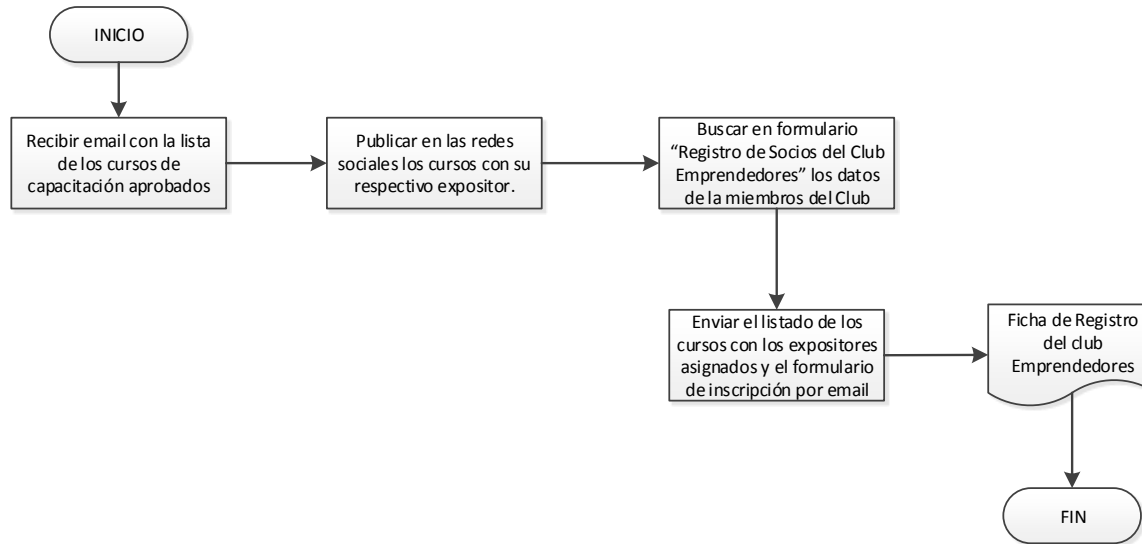 INICIO
Recibir email con la lista
de los cursos de
capacitación aprobados
Publicar en las redes
sociales los cursos con su
respectivo expositor.
Buscar en formulario
“Registro de Socios del Club
Emprendedores” los datos
de la miembros del Club
Enviar el listado de los
cursos con los expositores
asignados y el formulario
de inscripción por email
Ficha de Registro
del club
Emprendedores
FIN